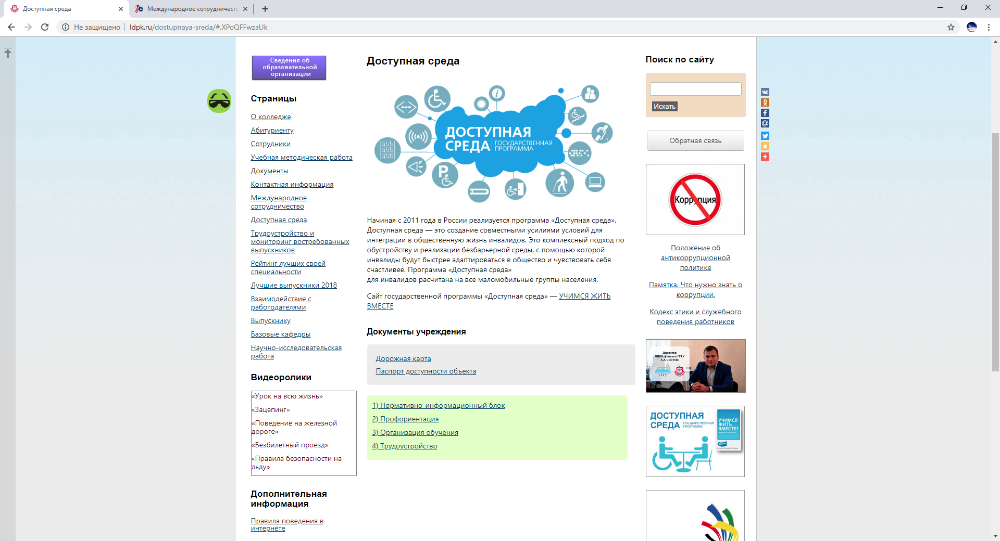 Доступная среда
Международное сотрудничеств
Не защищено
ldpk.ru/dostupnaya-sreda/#.XPoQFFwzaUk
Сведения об
образовательной
организации
Страницы
О колледже
Абитуриенту
Сотрудники
Учебная методическая работа
Документы
Контактная информация
Международное
сотрудничество
Доступная среда
Трудоустройство и
мониторинг востребованных
выпускников
Рейтинг лучших своей
специальности
Лучшие выпускники 2018
Взаимодействие с
работодателями
Выпускнику
Базовые кафедры
Научно-исследовательская
работа
Видеоролики
«Урок на всю жизнь»
«Зацепинг»
«Поведение на железной
дороге»
«Безбилетный проезд»
«Правила безопасности на
льду»
Дополнительная
информация
Правила поведения в
интернете
Доступная среда
ДОСТУПНАЯ
СРЕДА
ГОСУДАРСТВЕННАЯ
ПРОГРАММА
P
Начиная с 2011 года в России реализуется программа «Доступная среда».
Доступная среда — это создание совместными усилиями условий для
интеграции в общественную жизнь инвалидов. Это комплексный подход по
обустройству и реализации безбарьерной среды, с помощью которой
инвалиды будут быстрее адаптироваться в общество и чувствовать себя
счастливее. Программа «Доступная среда»
для инвалидов расчитана на все маломобильные группы населения.
Сайт государственной программы «Доступная среда» — УЧИМСЯ ЖИТЬ
ВМЕСТЕ
Документы учреждения
Дорожная карта
Паспорт доступности объекта
1) Нормативно-информационный блок
2) Профориентация
3) Организация обучения
4) Трудоустройство
Поиск по сайту
Искать
Обратная связь
Коррупция
Положение об
антикоррупционной
политике
Памятка. Что нужно знать о
коррупции.
Кодекс этики и служебного
поведения работников
Директор
ЛДПК-филиала ГГТУ
А.А.ЧИСТОВ
ГГТУ
ДОСТУПНАЯ
СРЕДА
ГОСУДАРСТВЕННАЯ
ПРОГРАММА
УЧИМСЯ
ЖИТЬ
ВМЕСТЕ!